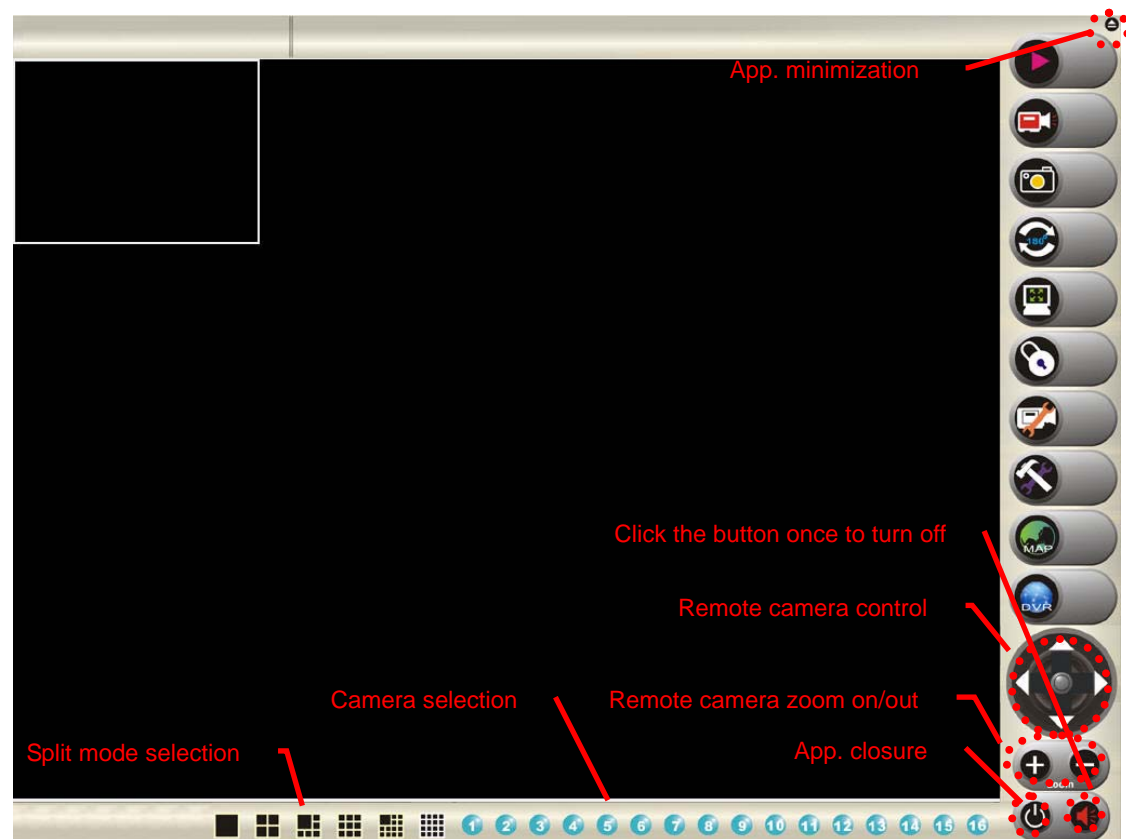 App. minimization
180°
Click the button once to turn off
MAP
Remote camera control
DVR
Camera selection
Remote camera zoom on/out
Split mode selection
App. closure
zoom
1 2 3 4 5 6 7 8 9 10 11 12 13 14 15 16